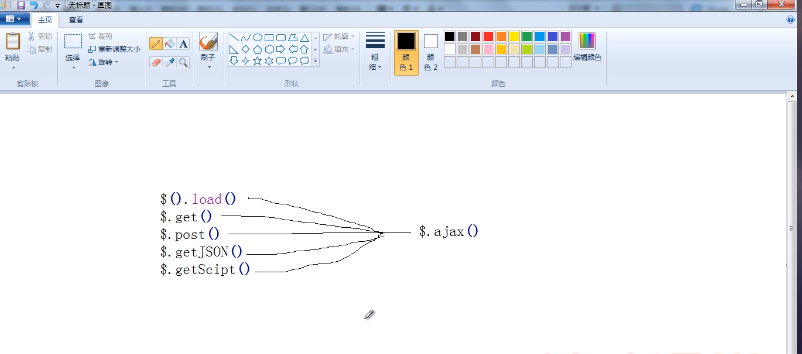 无标题 - 画图
主页 查看
粘贴
剪切
复制
剪贴板
选择
裁剪
重新调整大小
旋转
图像
A
工具
刷子
形状
轮廓
填充
粗细
颜色 1
颜色 2
颜色
编辑颜色
$().load()
$.get()
$.post()
$.getJSON()
$.getScipt()
$.ajax()